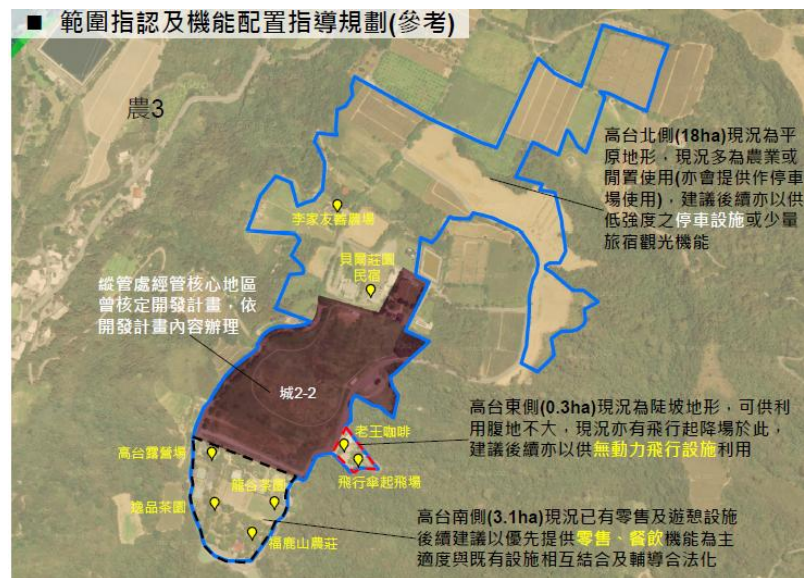 ■ 範圍指認及機能配置指導規劃(參考)
農3
高台北側(18ha)現況為平
原地形，現況多為農業或
閒置使用(亦會提供作停車
場使用)，建議後續亦以供
低強度之停車設施或少量
旅宿觀光機能
李家友善農場
貝爾莊園
民宿
縱管處經管核心地區
曾核定開發計畫，依
開發計畫內容辦理
城2-2
高台東側(0.3ha)現況為陡坡地形，可供利
用腹地不大，現況亦有飛行起降場於此，
建議後續亦以供無動力飛行設施利用
老王咖啡
飛行傘起飛場
高台露營場
龍谷茶園
逸品茶園
福鹿山農莊
高台南側(3.1ha)現況已有零售及遊憩設施
後續建議以優先提供零售、餐飲機能為主
適度與既有設施相互結合及輔導合法化